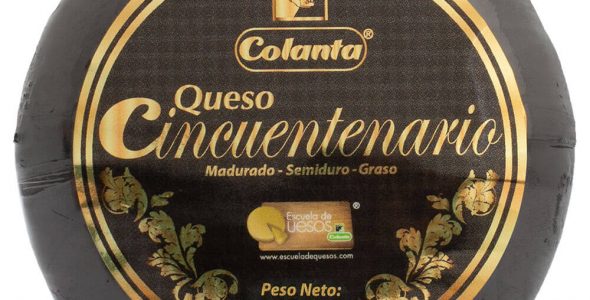 Colanta®
Queso
Cincuentenario
Madurado - Semiduro - Graso
®
Escuela de
Quesos
Colanta
www.escueladequesos.com
Peso Neto: